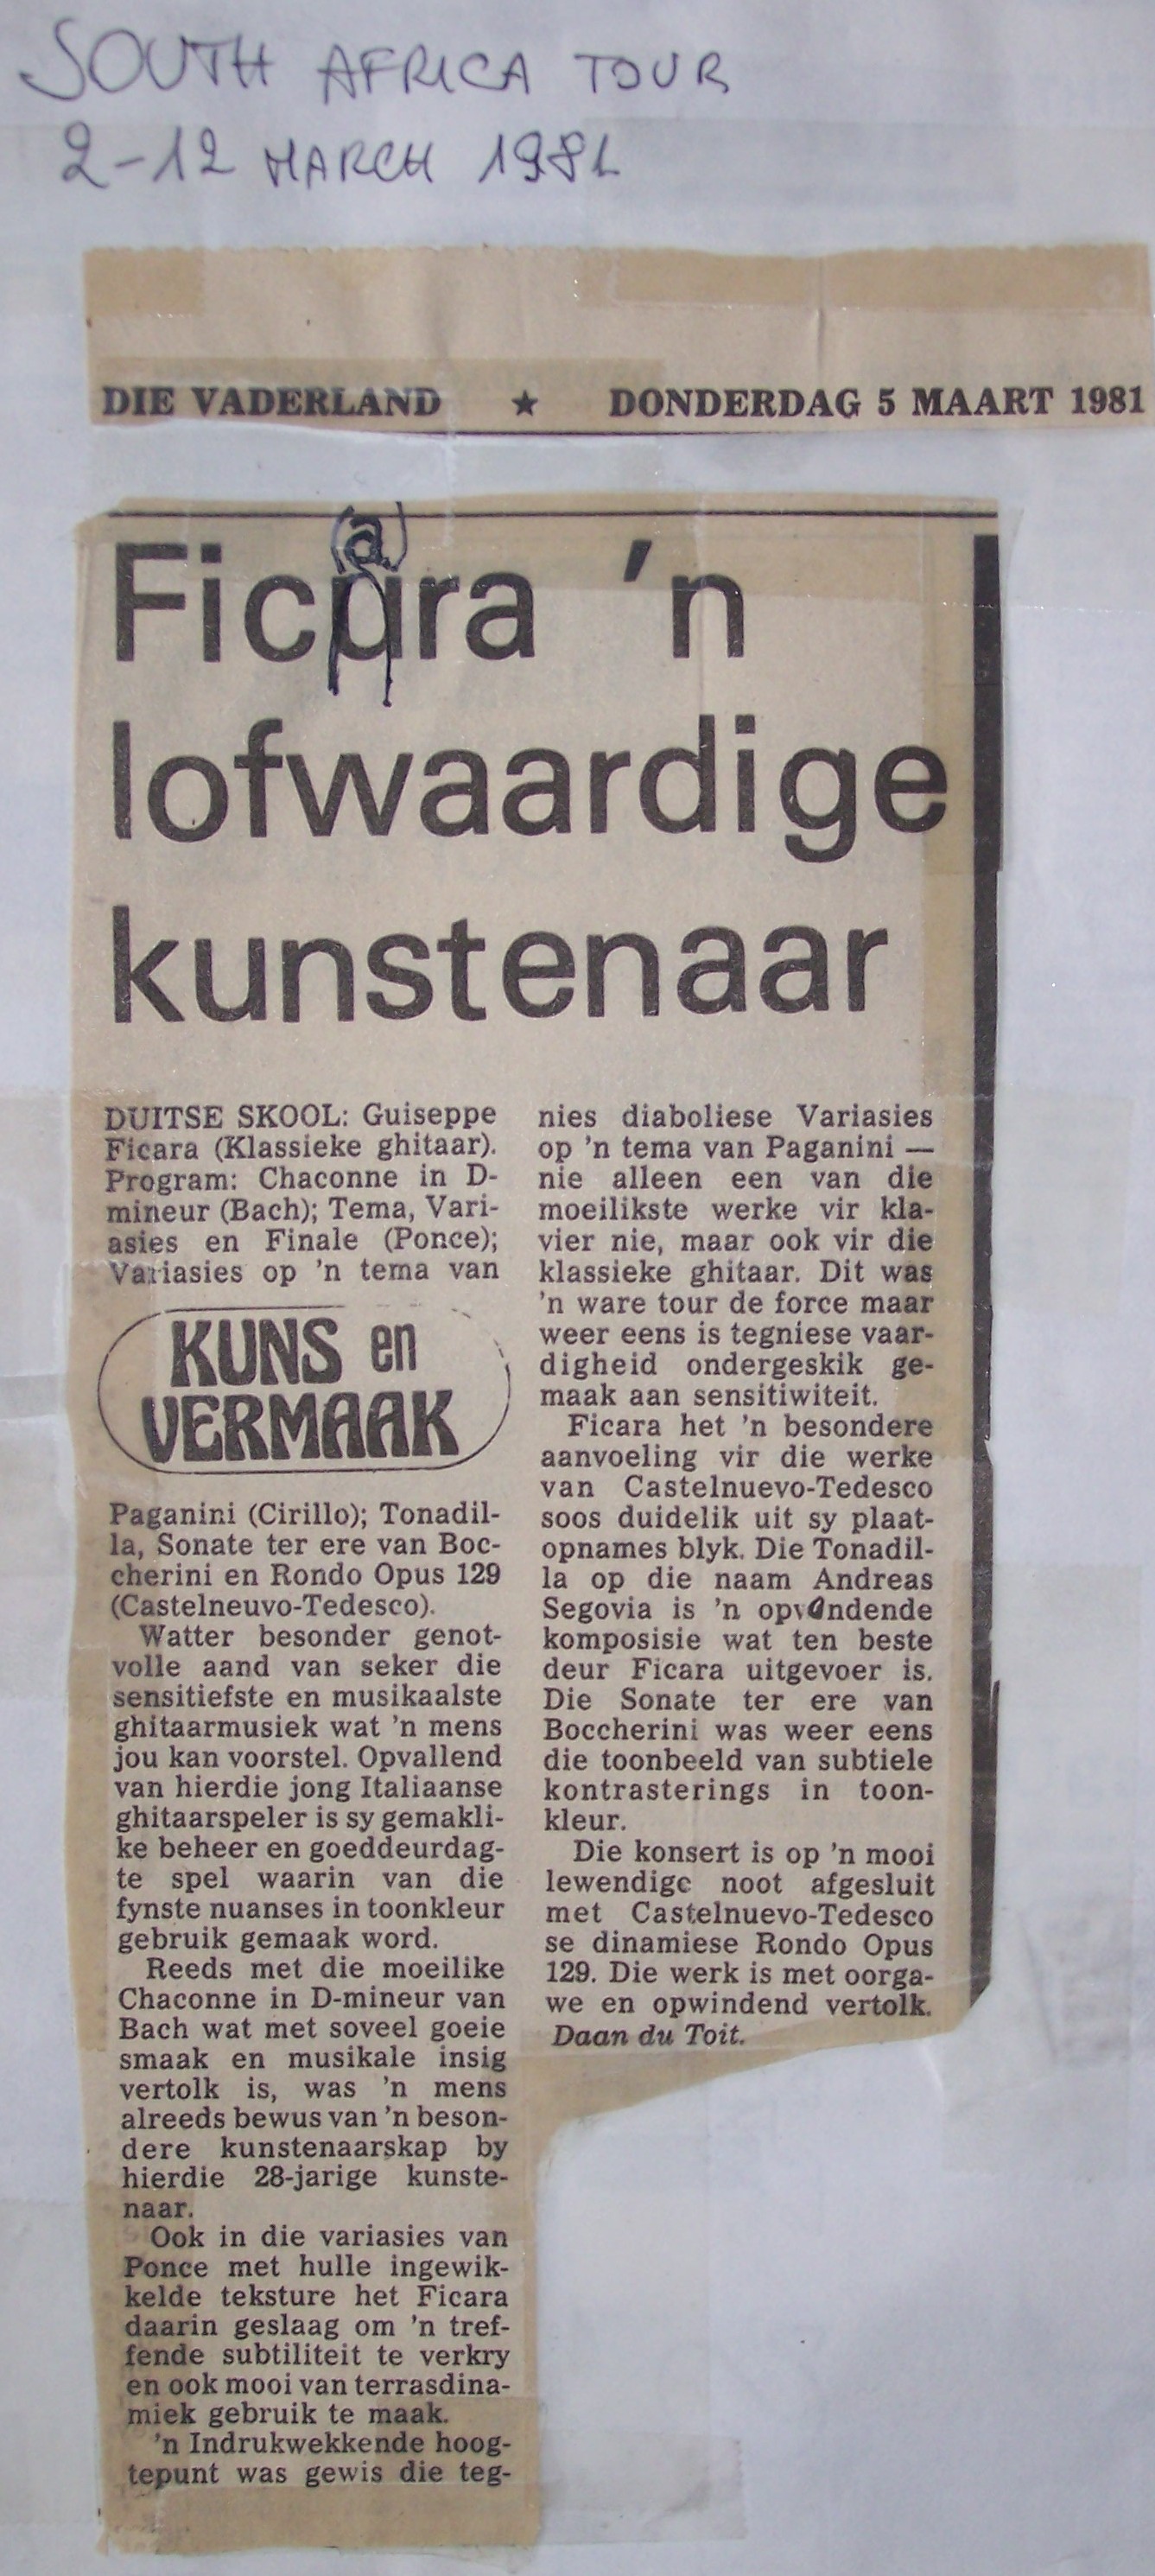 SOUTH AFRICA TOUR
2-12 MARCH 1981
DIE VADERLAND ★ DONDERDAG 5 MAART 1981
(a)
Ficura 'n
lofwaardige
kunstenaar
DUITSE SKOOL: Guiseppe
Ficara (Klassieke ghitaar).
Program: Chaconne in D-
mineur (Bach); Tema, Vari-
asies en Finale (Ponce);
Variasies op 'n tema van
KUNS en
VERMAAK
Paganini (Cirillo); Tonadil-
la, Sonate ter ere van Boc-
cherini en Rondo Opus 129
(Castelneuvo-Tedesco).
Watter besonder genot-
volle aand van seker die
sensitiefste en musikaalste
ghitaarmusiek wat 'n mens
jou kan voorstel. Opvallend
van hierdie jong Italiaanse
ghitaarspeler is sy gemakli-
ke beheer en goeddeurdag-
te spel waarin van die
fynste nuanses in toonkleur
gebruik gemaak word.
Reeds met die moeilike
Chaconne in D-mineur van
Bach wat met soveel goeie
smaak en musikale insig
vertolk is, was 'n mens
alreeds bewus van 'n beson-
dere kunstenaarskap by
hierdie 28-jarige kunste-
naar.
Ook in die variasies van
Ponce met hulle ingewik-
kelde teksture het Ficara
daarin geslaag om 'n tref-
fende subtiliteit te verkry
en ook mooi van terrasdina-
miek gebruik te maak.
'n Indrukwekkende hoog-
tepunt was gewis die teg-
nies diaboliese Variasies
op 'n tema van Paganini —
nie alleen een van die
moeilikste werke vir kla-
vier nie, maar ook vir die
klassieke ghitaar. Dit was
'n ware tour de force maar
weer eens is tegniese vaar-
digheid ondergeskik ge-
maak aan sensitiwiteit.
Ficara het 'n besondere
aanvoeling vir die werke
van Castelnuevo-Tedesco
soos duidelik uit sy plaat-
opnames blyk. Die Tonadil-
la op die naam Andreas
Segovia is 'n
komposisie wat ten beste
deur Ficara uitgevoer is.
Die Sonate ter ere van
Boccherini was weer eens
die toonbeeld van subtiele
kontrasterings in toon-
kleur.
Die konsert is op 'n mooi
lewendige noot afgesluit
met Castelnuevo-Tedesco
se dinamiese Rondo Opus
129. Die werk is met oorga-
we en opwindend vertolk.
Daan du Toit.